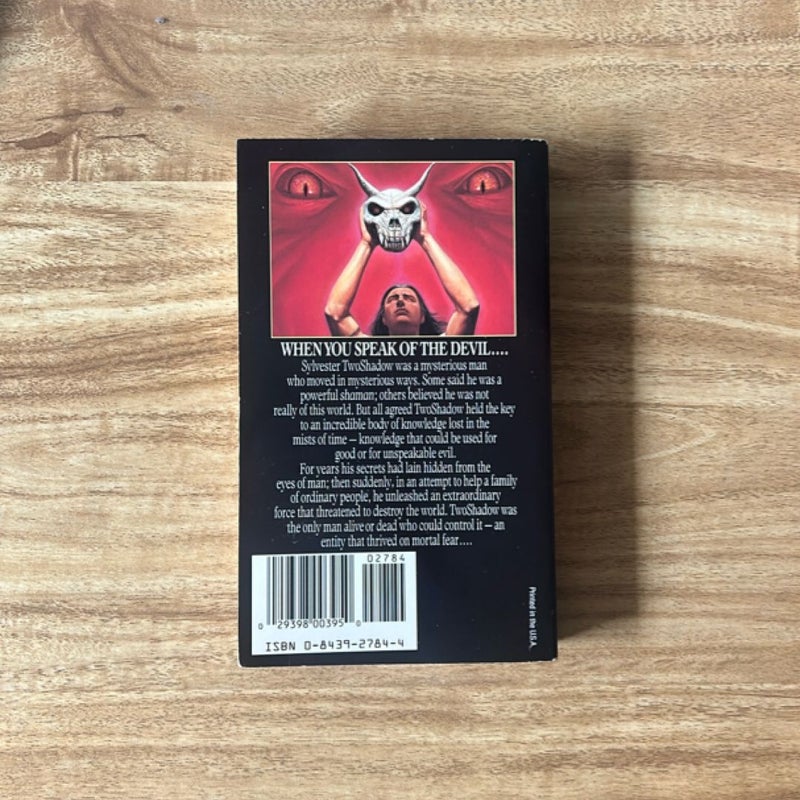 WHEN YOU SPEAK OF THE DEVIL....
Sylvester TwoShadow was a mysterious man
who moved in mysterious ways. Some said he was a
powerful shaman; others believed he was not
really of this world. But all agreed TwoShadow held the key
to an incredible body of knowledge lost in the
mists of time — knowledge that could be used for
good or for unspeakable evil.
For years his secrets had lain hidden from the
eyes of man; then suddenly, in an attempt to help a family
of ordinary people, he unleashed an extraordinary
force that threatened to destroy the world. TwoShadow was
the only man alive or dead who could control it — an
entity that thrived on mortal fear....
02784
0 29398 00395 0
ISBN 0-8439-2784-4
Printed in the U.S.A.